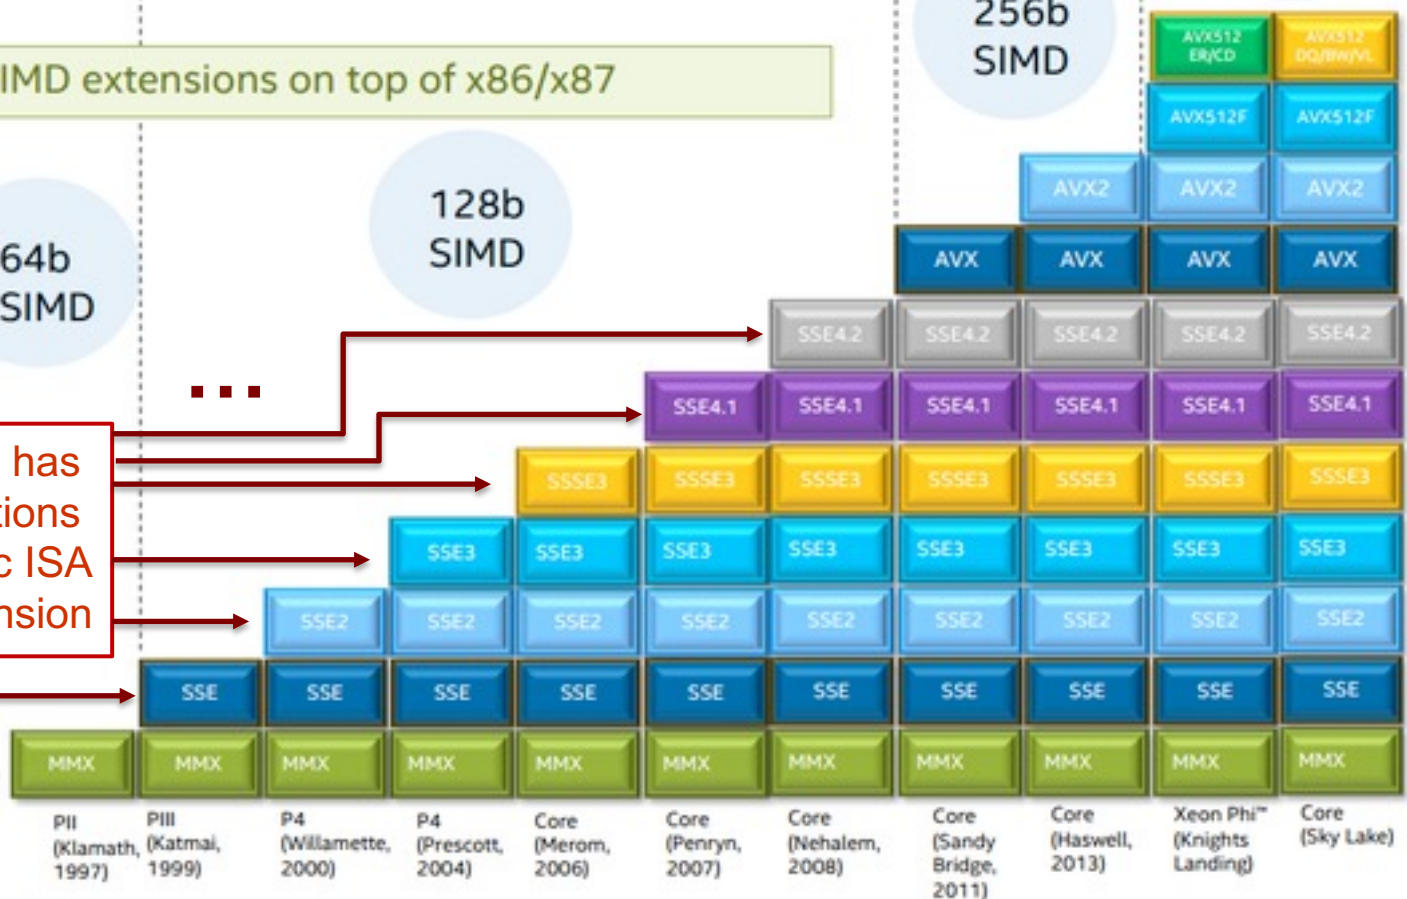 256b
SIMD
IMD extensions on top of x86/x87
128b
SIMD
64b
SIMD
...
has
tions
c ISA
nsion
AVX512 ER/CD
AVX512 DQ/BW/VL
AVX512F AVX512F
AVX2 AVX2 AVX2
AVX AVX AVX AVX
SSE4.2 SSE4.2 SSE4.2 SSE4.2 SSE4.2
SSE4.1 SSE4.1 SSE4.1 SSE4.1 SSE4.1 SSE4.1
SSSE3 SSSE3 SSSE3 SSSE3 SSSE3 SSSE3 SSSE3
SSE3 SSE3 SSE3 SSE3 SSE3 SSE3 SSE3 SSE3
SSE2 SSE2 SSE2 SSE2 SSE2 SSE2 SSE2 SSE2 SSE2
SSE SSE SSE SSE SSE SSE SSE SSE SSE SSE
MMX MMX MMX MMX MMX MMX MMX MMX MMX MMX MMX
PII
(Klamath,
1997)
PIII
(Katmai,
1999)
P4
(Willamette,
2000)
P4
(Prescott,
2004)
Core
(Merom,
2006)
Core
(Penryn,
2007)
Core
(Nehalem,
2008)
Core
(Sandy
Bridge,
2011)
Core
(Haswell,
2013)
Xeon Phi™
(Knights
Landing)
Core
(Sky Lake)